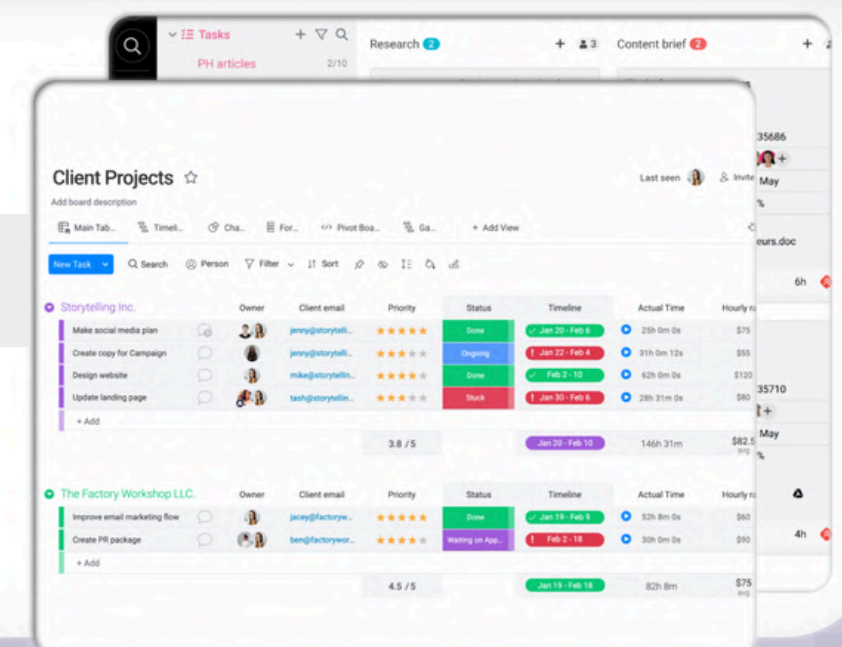 Tasks
PH articles 2/10
Research 2
3
Content brief 2
Client Projects
Last seen
Invite
Add board description
Main Tab... Timeli... Cha... For... Pivot Boa... Ga... + Add View
New Task Search Person Filter Sort
Storytelling Inc. Owner Client email Priority Status Timeline Actual Time Hourly ra
Make social media plan jenny@storytelli... Done Jan 20 - Feb 6 25h 0m 0s $75
Create copy for Campaign jenny@storytelli... Ongoing ! Jan 22 - Feb 4 31h 0m 12s $55
Design website mike@storytellin... Done Feb 2 - 10 62h 0m 0s $120
Update landing page tash@storytellin... Stuck ! Jan 30 - Feb 6 28h 31m 0s $80
+ Add
3.8 / 5 Jan 20 - Feb 10 146h 31m $82.5
avg
The Factory Workshop LLC. Owner Client email Priority Status Timeline Actual Time Hourly ra
Improve email marketing flow jacey@factoryw... Done Jan 19 - Feb 9 52h 8m 0s $60
Create PR package ben@factorywor... Waiting on App... ! Feb 2 - 18 30h 0m 0s $90
+ Add
4.5 / 5 Jan 19 - Feb 18 82h 8m $75
avg
35686
May
%
eurs.doc
6h
35710
May
%
4h